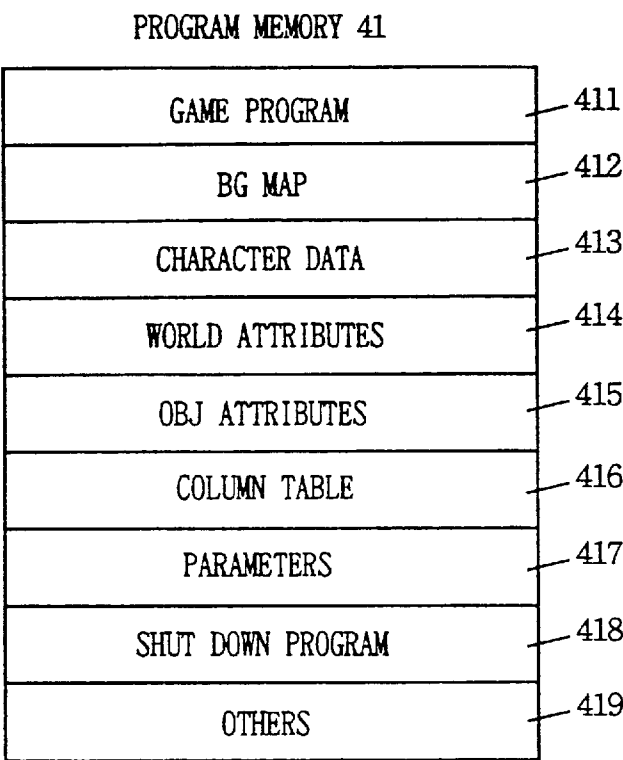 PROGRAM MEMORY 41
GAME PROGRAM 411
BG MAP 412
CHARACTER DATA 413
WORLD ATTRIBUTES 414
OBJ ATTRIBUTES 415
COLUMN TABLE 416
PARAMETERS 417
SHUT DOWN PROGRAM 418
OTHERS 419